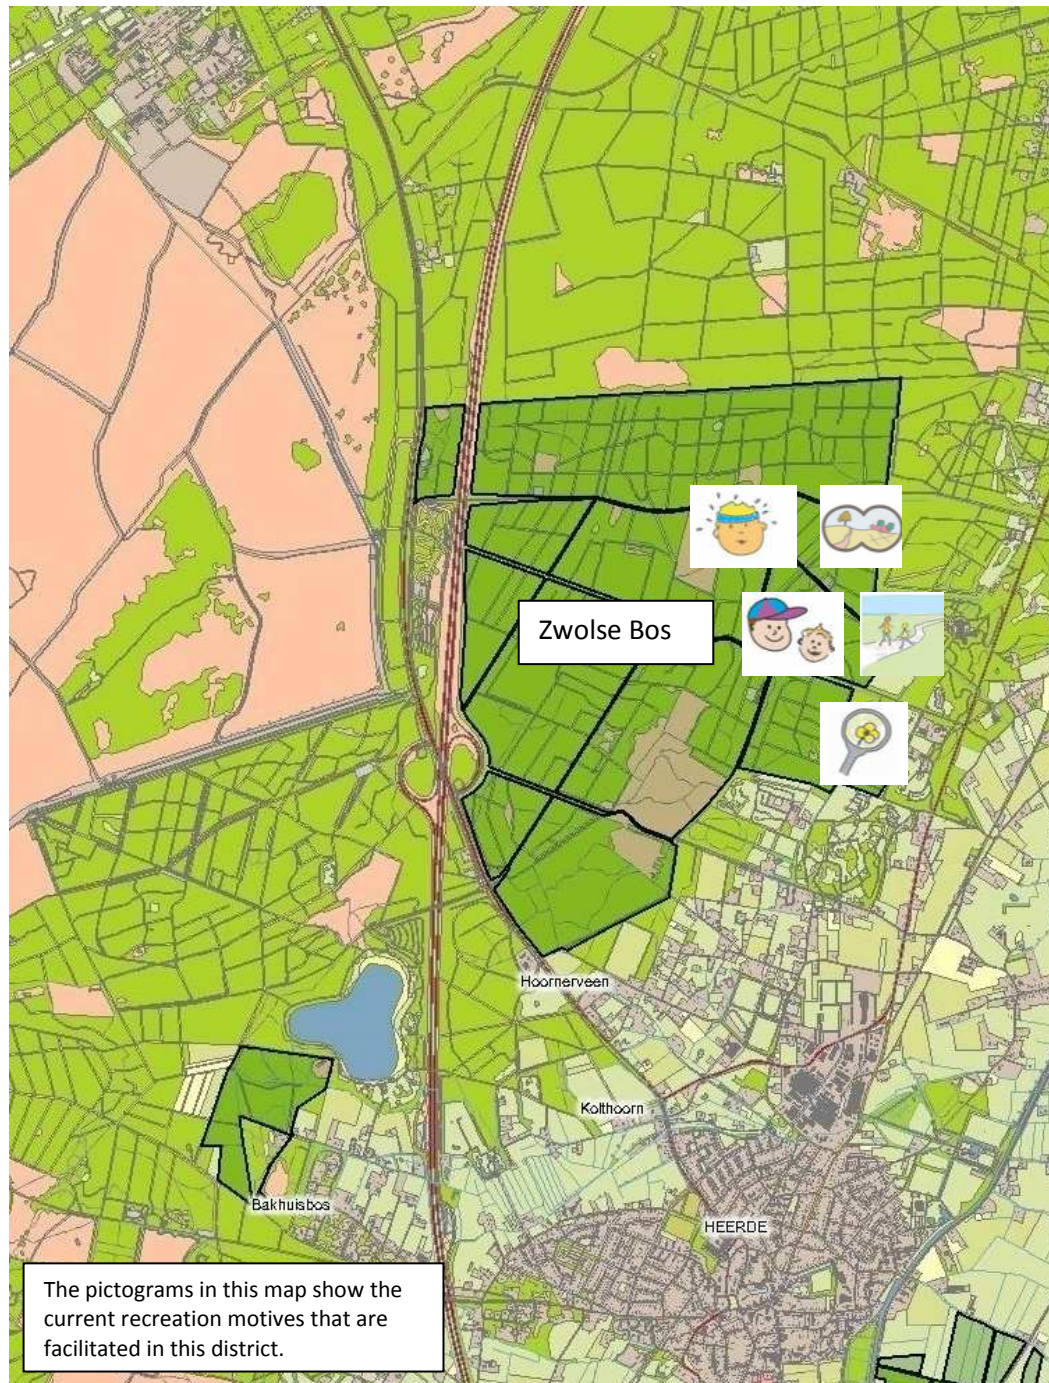 Zwolse Bos
Hoornerveen
Kolthoorn
Bakhuisbos
HEERDE
The pictograms in this map show the
current recreation motives that are
facilitated in this district.